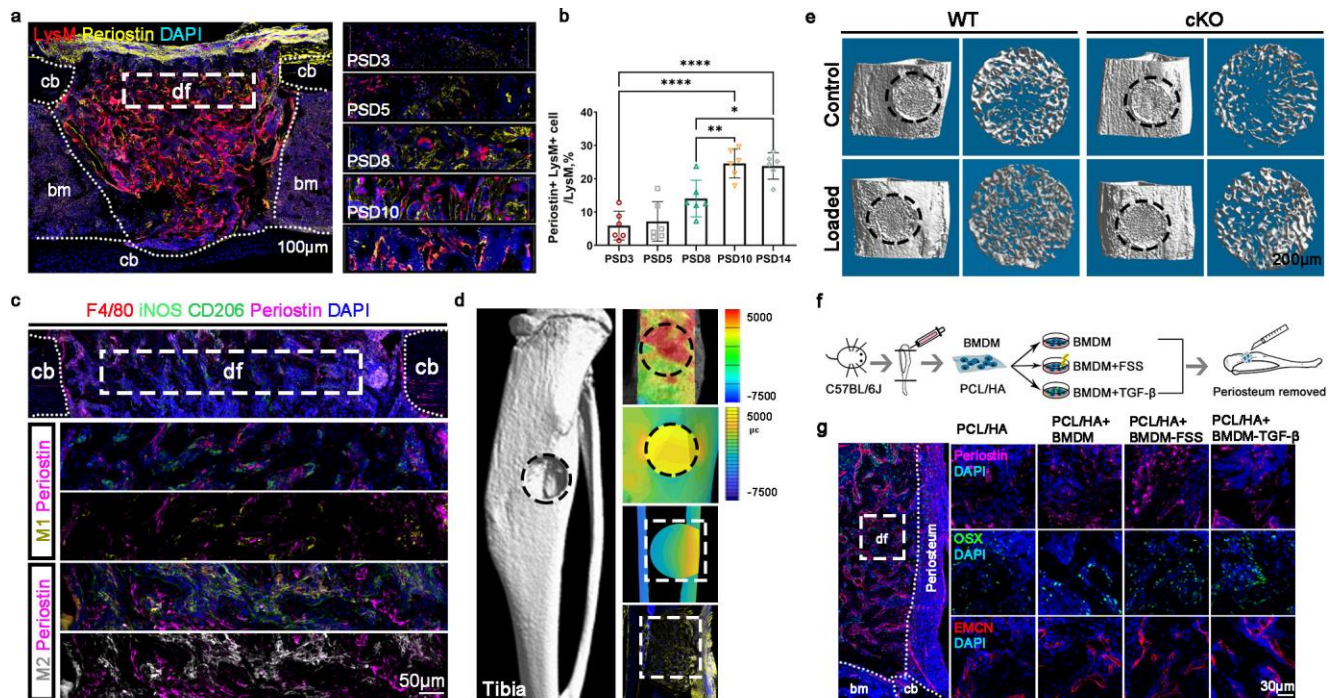 a
LysM Periostin DAPI
cb
cb
df
bm
bm
cb
100μm
PSD3
PSD5
PSD8
PSD10
b
Periostin+ LysM+ cell
/LysM,%
40
30
20
10
0
****
****
*
**
PSD3 PSD5 PSD8 PSD10 PSD14
c
F4/80 iNOS CD206 Periostin DAPI
cb
df
cb
M1 Periostin
M2 Periostin
50μm
d
5000
-7500
5000
με
-7500
Tibia
e
WT
cKO
Control
Loaded
200μm
f
C57BL/6J
BMDM
PCL/HA
BMDM
BMDM+FSS
BMDM+TGF-β
Periosteum removed
g
PCL/HA
PCL/HA+
BMDM
PCL/HA+
BMDM-FSS
PCL/HA+
BMDM-TGF-β
df
Periosteum
bm
cb
Periostin
DAPI
OSX
DAPI
EMCN
DAPI
30μm